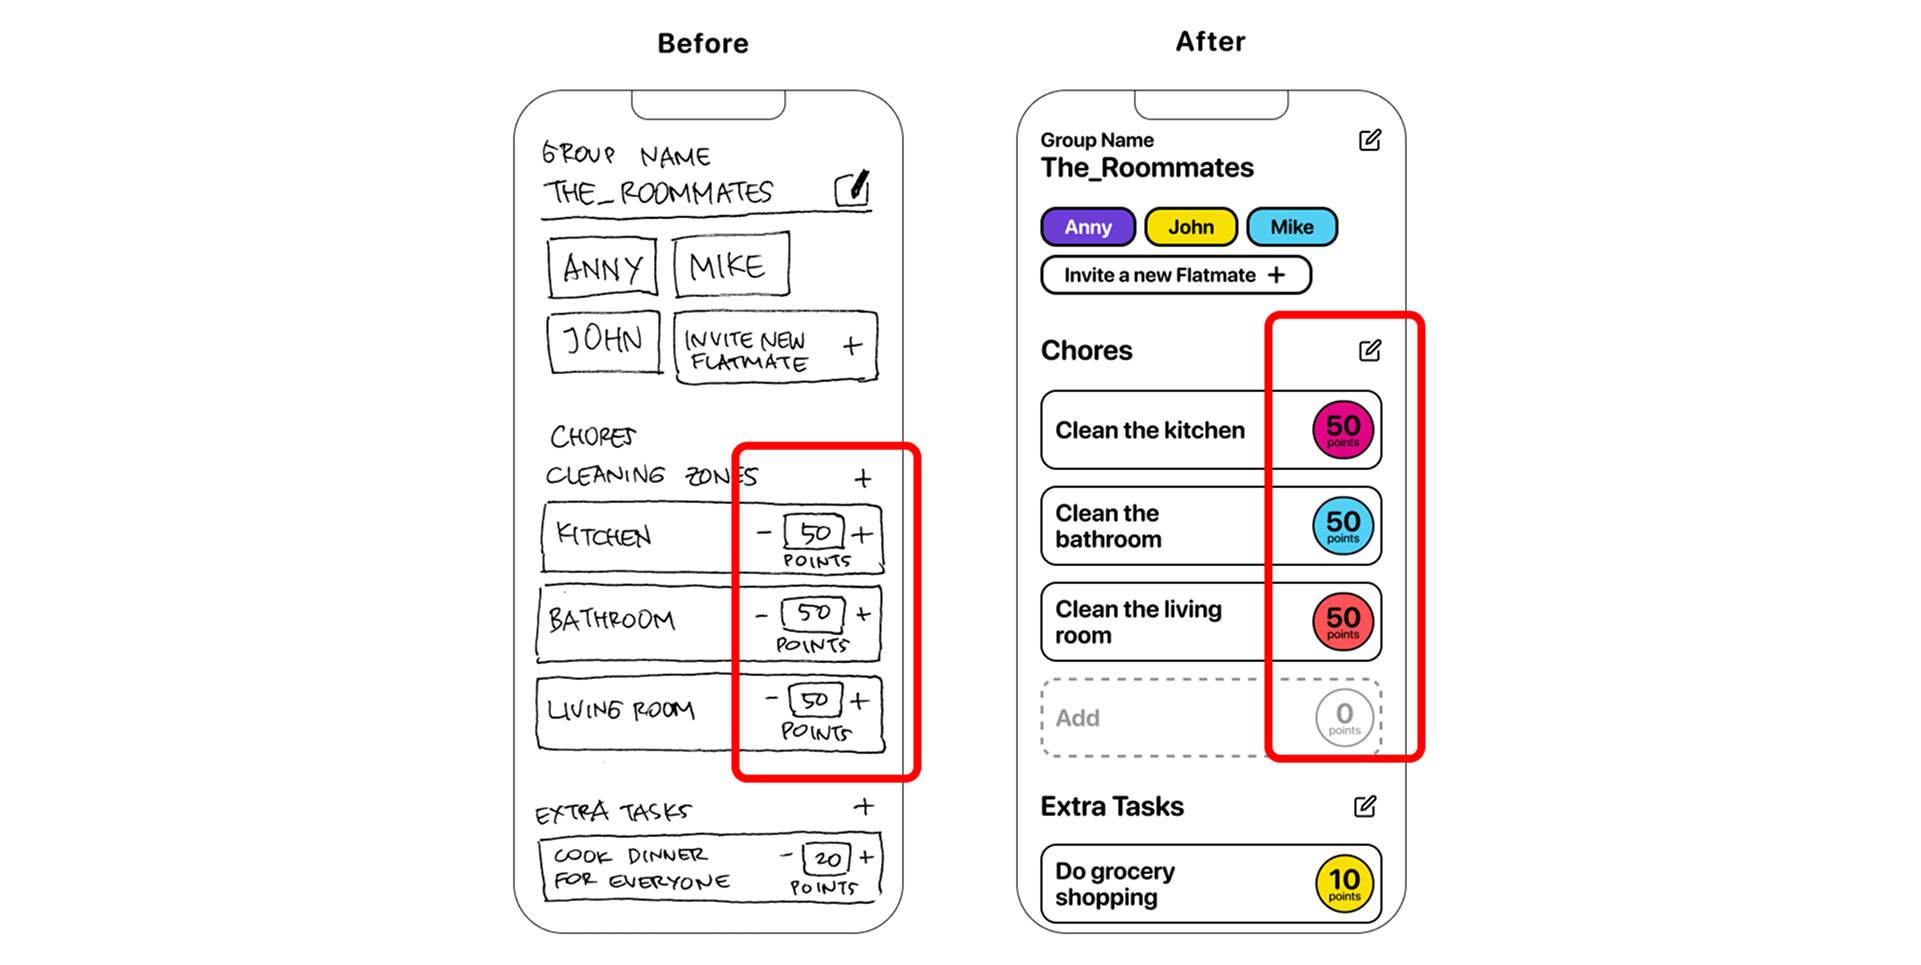 Before
GROUP NAME
THE_ROOMMATES
ANNY
MIKE
JOHN
INVITE NEW
FLATMATE
+
CHORES
CLEANING ZONES +
KITCHEN
- 50 +
POINTS
BATHROOM
- 50 +
POINTS
LIVING ROOM
- 50 +
POINTS
EXTRA TASKS +
COOK DINNER
FOR EVERYONE
- 20 +
POINTS
After
Group Name
The_Roommates
Anny
John
Mike
Invite a new Flatmate +
Chores
Clean the kitchen
50
points
Clean the
bathroom
50
points
Clean the living
room
50
points
Add
0
points
Extra Tasks
Do grocery
shopping
10
points